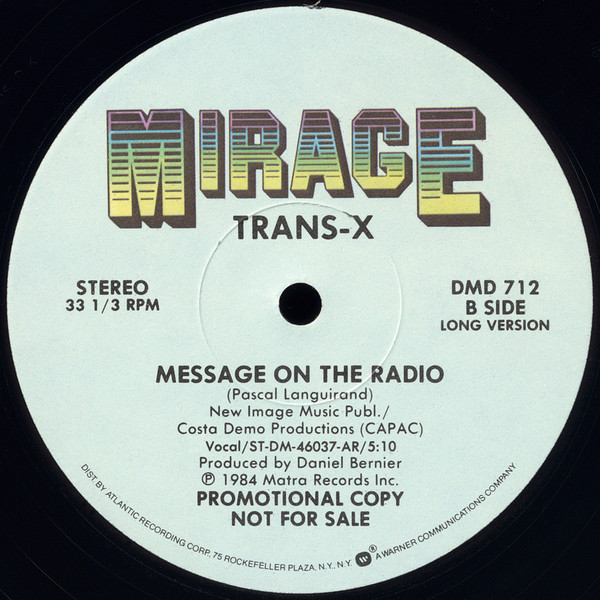 MIRAGE
TRANS-X
STEREO
33 1/3 RPM
DMD 712
B SIDE
LONG VERSION
MESSAGE ON THE RADIO
(Pascal Languirand)
New Image Music Publ./
Costa Demo Productions (CAPAC)
Vocal/ST-DM-46037-AR/5:10
Produced by Daniel Bernier
℗ 1984 Matra Records Inc.
PROMOTIONAL COPY
NOT FOR SALE
DIST. BY ATLANTIC RECORDING CORP. 75 ROCKEFELLER PLAZA, N.Y., N.Y. W ® A WARNER COMMUNICATIONS COMPANY